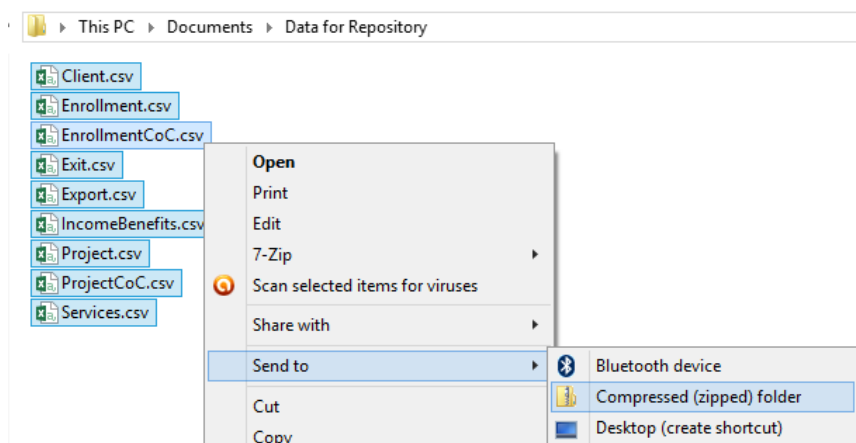 This PC Documents Data for Repository
Client.csv
Enrollment.csv
EnrollmentCoC.csv
Exit.csv
Export.csv
IncomeBenefits.csv
Project.csv
ProjectCoC.csv
Services.csv
Open
Print
Edit
7-Zip
Scan selected items for viruses
Share with
Send to
Cut
Copy
Bluetooth device
Compressed (zipped) folder
Desktop (create shortcut)